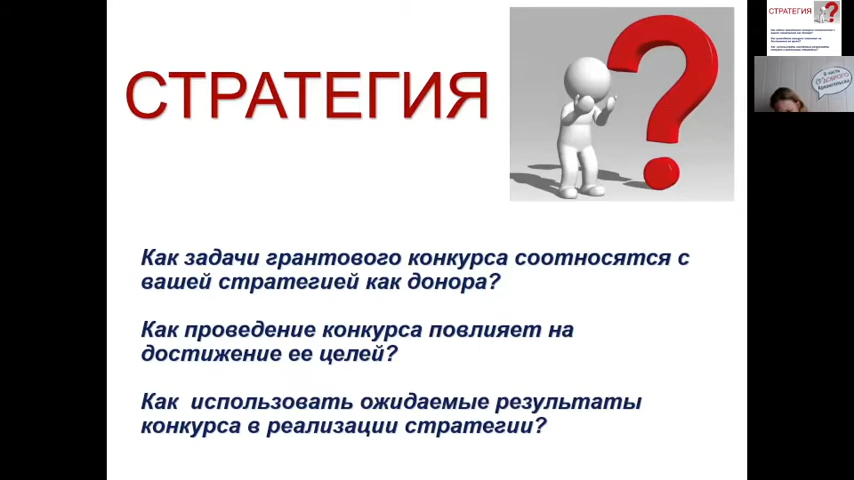 СТРАТЕГИЯ
Как задачи грантового конкурса соотносятся с
вашей стратегией как донора?
Как проведение конкурса повлияет на
достижение ее целей?
Как использовать ожидаемые результаты
конкурса в реализации стратегии?
СТРАТЕГИЯ